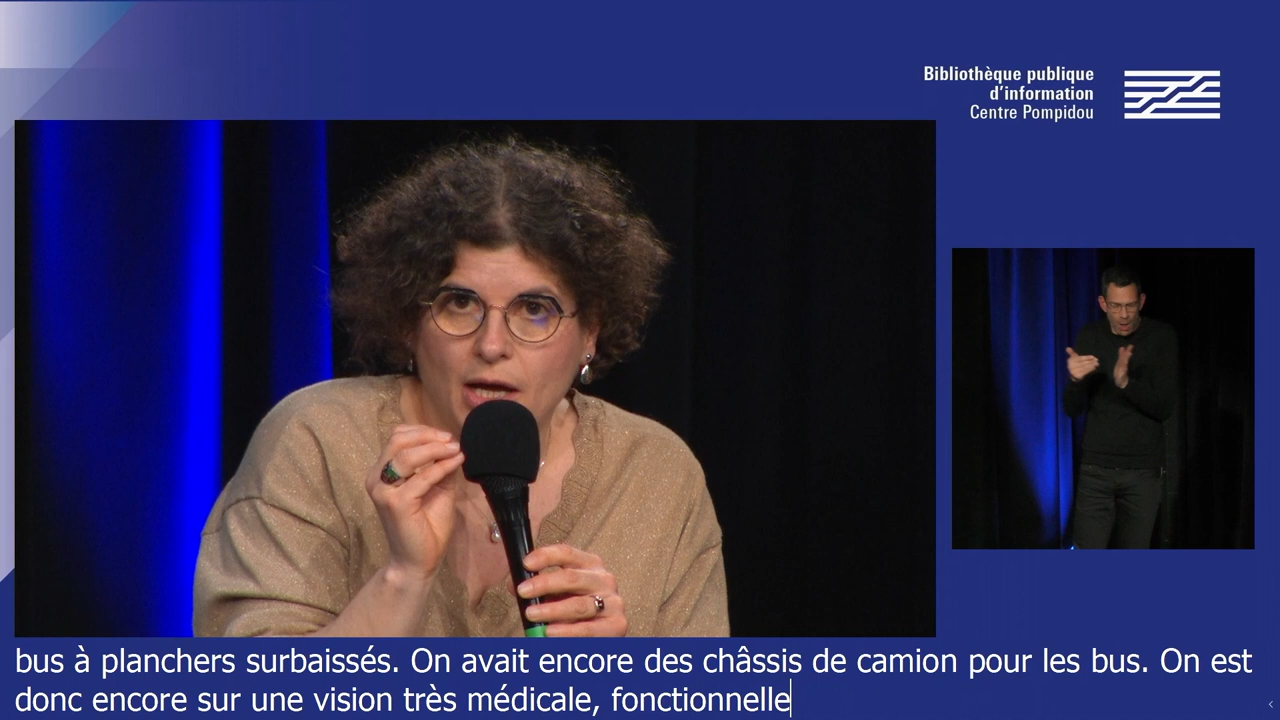 Bibliothèque publique
d'information
Centre Pompidou
bus à planchers surbaissés. On avait encore des châssis de camion pour les bus. On est
donc encore sur une vision très médicale, fonctionnelle